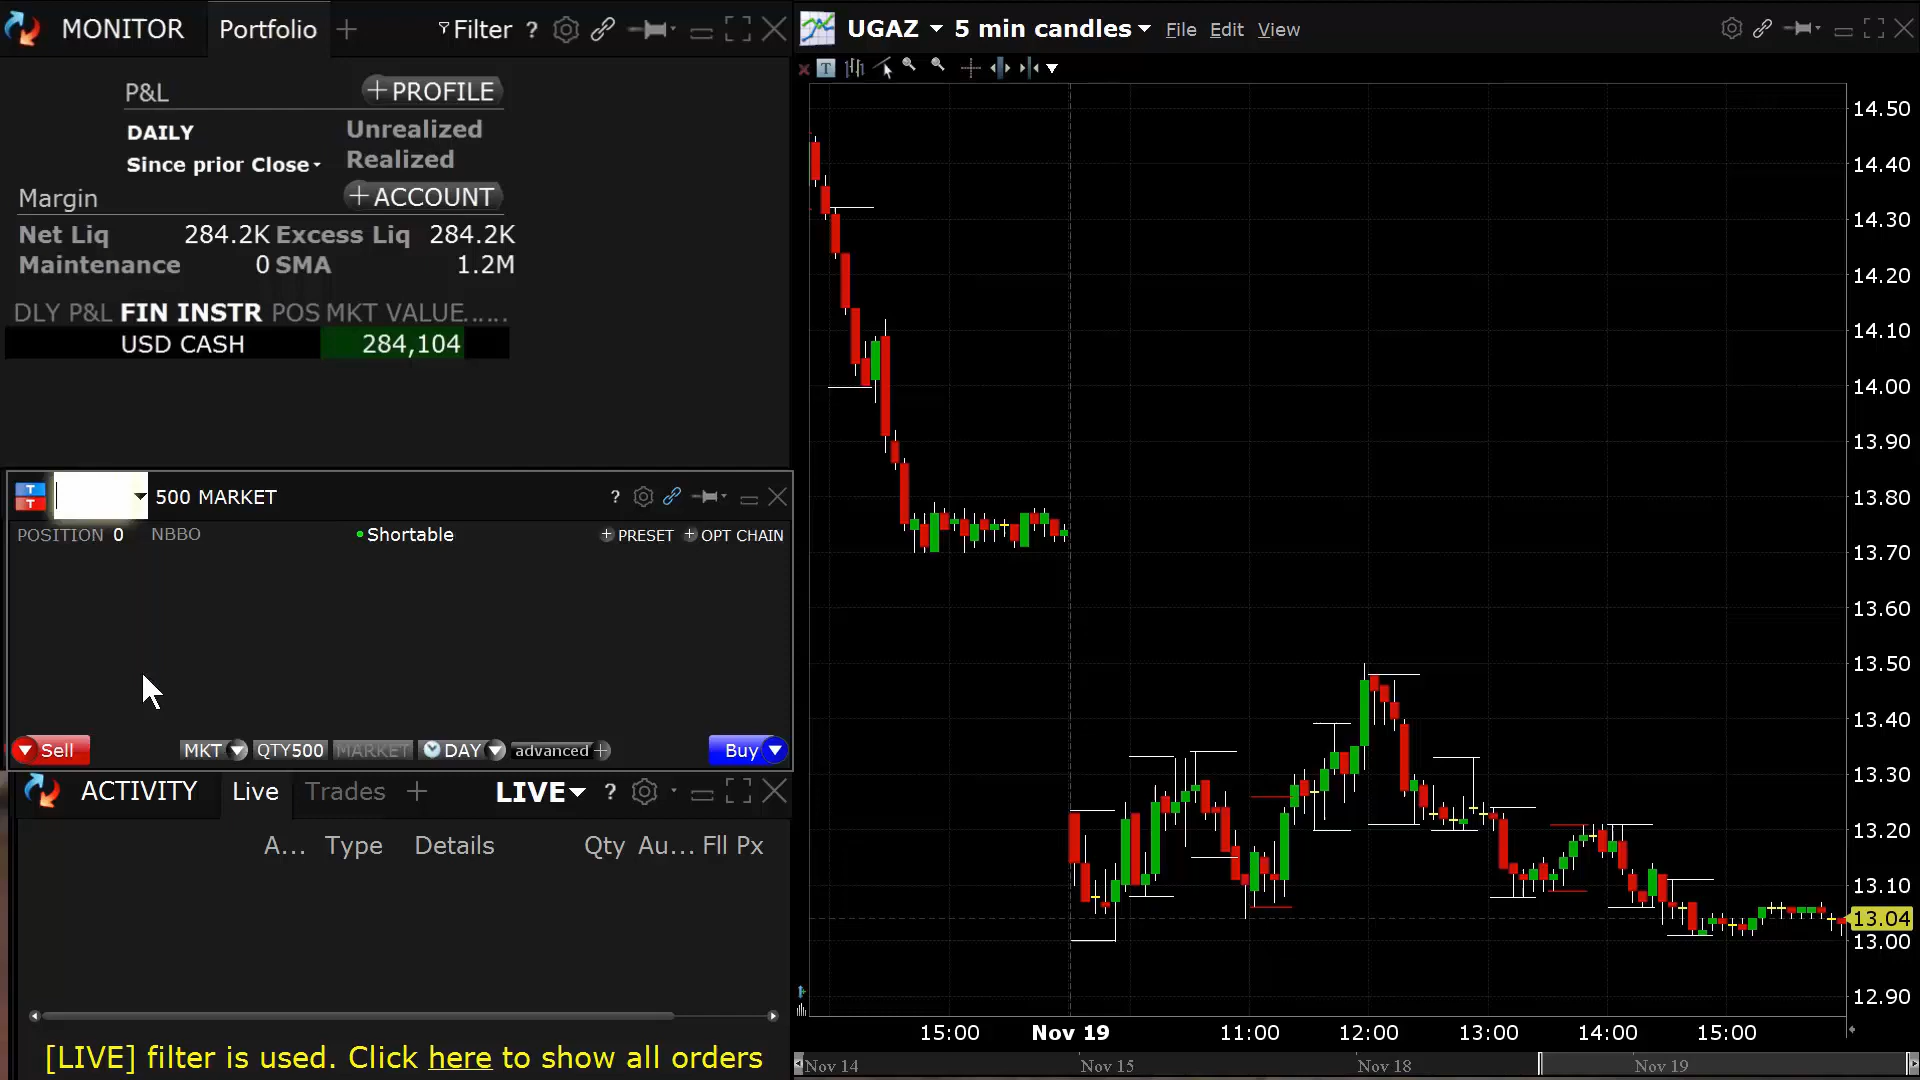 MONITOR Portfolio + Filter ?
P&L + PROFILE
DAILY Unrealized
Since prior Close Realized
Margin + ACCOUNT
Net Liq 284.2K Excess Liq 284.2K
Maintenance 0 SMA 1.2M
DLY P&L FIN INSTR POS MKT VALUE......
USD CASH 284,104
T
T
500 MARKET ?
POSITION 0 NBBO Shortable + PRESET + OPT CHAIN
Sell MKT QTY500 MARKET DAY advanced + Buy
ACTIVITY Live Trades + LIVE ?
A... Type Details Qty Au... Fll Px
[LIVE] filter is used. Click here to show all orders
UGAZ 5 min candles File Edit View
T
14.50
14.40
14.30
14.20
14.10
14.00
13.90
13.80
13.70
13.60
13.50
13.40
13.30
13.20
13.10
13.04
13.00
12.90
15:00 Nov 19 11:00 12:00 13:00 14:00 15:00
Nov 14 Nov 15 Nov 18 Nov 19